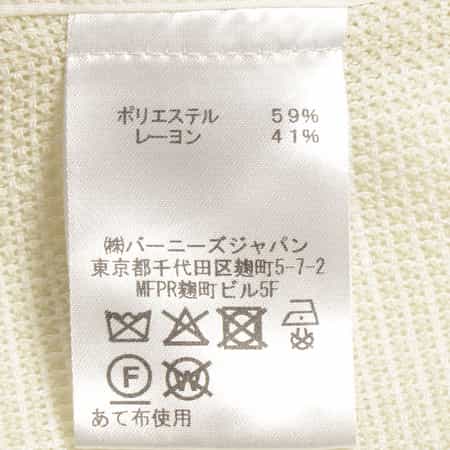 ポリエステル 59%
レーヨン 41%
㈱バーニーズジャパン
東京都千代田区麹町5-7-2
MFPR麹町ビル5F
F W
あて布使用